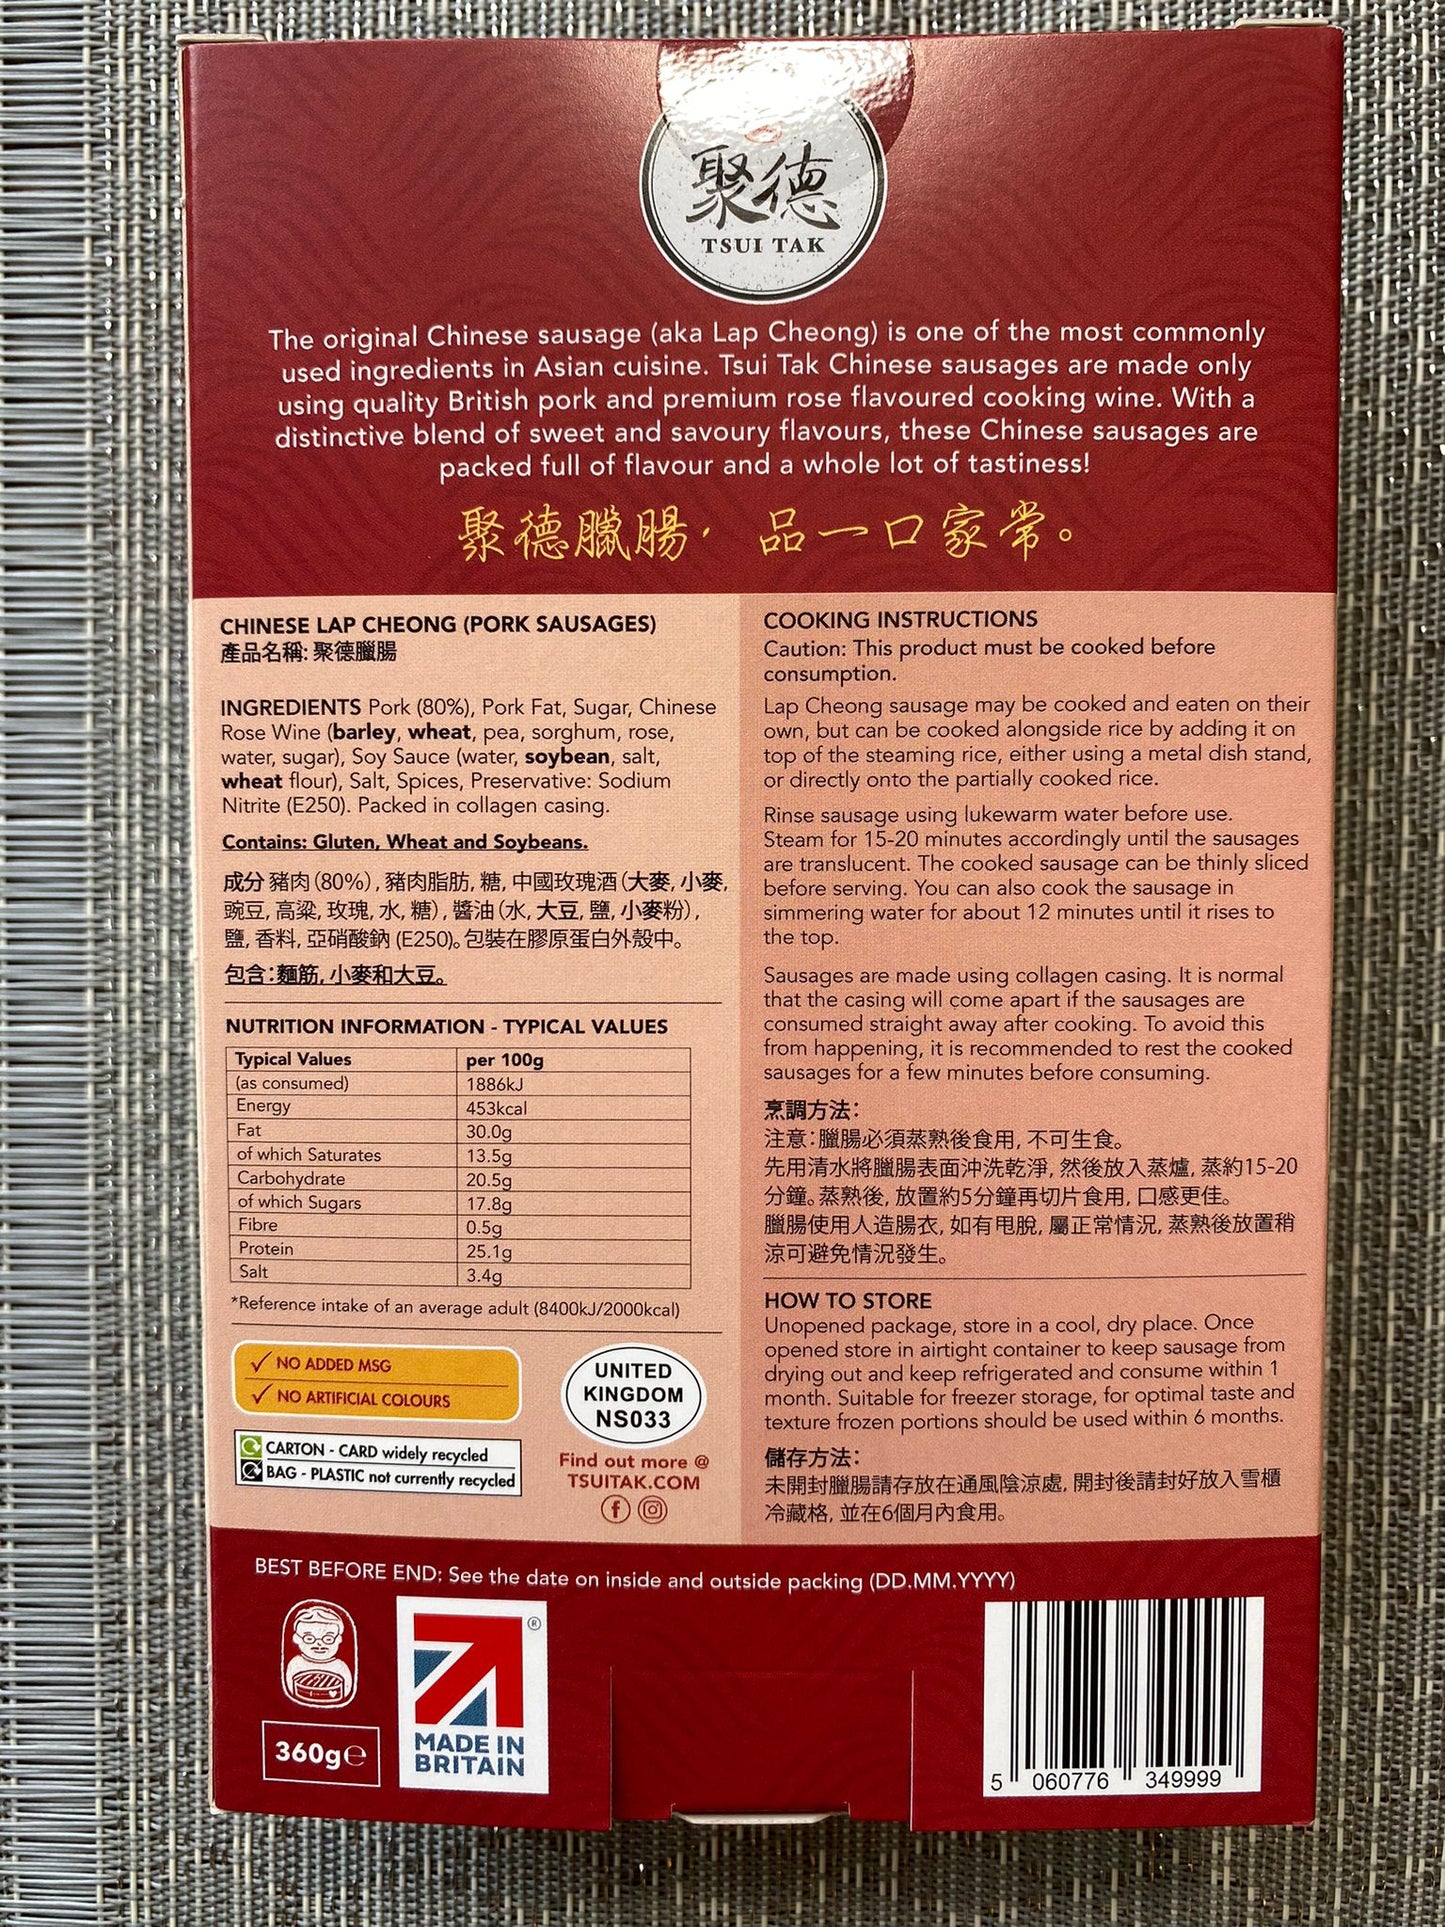 聚德
TSUI TAK
The original Chinese sausage (aka Lap Cheong) is one of the most commonly
used ingredients in Asian cuisine. Tsui Tak Chinese sausages are made only
using quality British pork and premium rose flavoured cooking wine. With a
distinctive blend of sweet and savoury flavours, these Chinese sausages are
packed full of flavour and a whole lot of tastiness!
聚德臘腸，品一口家常。
CHINESE LAP CHEONG (PORK SAUSAGES)
產品名稱: 聚德臘腸
INGREDIENTS Pork (80%), Pork Fat, Sugar, Chinese
Rose Wine (barley, wheat, pea, sorghum, rose,
water, sugar), Soy Sauce (water, soybean, salt,
wheat flour), Salt, Spices, Preservative: Sodium
Nitrite (E250). Packed in collagen casing.
Contains: Gluten, Wheat and Soybeans.
成分 豬肉 (80%), 豬肉脂肪, 糖, 中國玫瑰酒 (大麥, 小麥,
豌豆, 高粱, 玫瑰, 水, 糖), 醬油 (水, 大豆, 鹽, 小麥粉),
鹽, 香料, 亞硝酸鈉 (E250)。包裝在膠原蛋白外殼中。
包含: 麵筋, 小麥和大豆。
NUTRITION INFORMATION - TYPICAL VALUES
Typical Values per 100g
(as consumed) 1886kJ
Energy 453kcal
Fat 30.0g
of which Saturates 13.5g
Carbohydrate 20.5g
of which Sugars 17.8g
Fibre 0.5g
Protein 25.1g
Salt 3.4g
*Reference intake of an average adult (8400kJ/2000kcal)
✓ NO ADDED MSG
✓ NO ARTIFICIAL COLOURS
CARTON - CARD widely recycled
BAG - PLASTIC not currently recycled
UNITED
KINGDOM
NS033
Find out more @
TSUITAK.COM
COOKING INSTRUCTIONS
Caution: This product must be cooked before
consumption.
Lap Cheong sausage may be cooked and eaten on their
own, but can be cooked alongside rice by adding it on
top of the steaming rice, either using a metal dish stand,
or directly onto the partially cooked rice.
Rinse sausage using lukewarm water before use.
Steam for 15-20 minutes accordingly until the sausages
are translucent. The cooked sausage can be thinly sliced
before serving. You can also cook the sausage in
simmering water for about 12 minutes until it rises to
the top.
Sausages are made using collagen casing. It is normal
that the casing will come apart if the sausages are
consumed straight away after cooking. To avoid this
from happening, it is recommended to rest the cooked
sausages for a few minutes before consuming.
烹調方法:
注意: 臘腸必須蒸熟後食用, 不可生食。
先用清水將臘腸表面沖洗乾淨, 然後放入蒸爐, 蒸約15-20
分鐘。蒸熟後, 放置約5分鐘再切片食用, 口感更佳。
臘腸使用人造腸衣, 如有甩脫, 屬正常情況, 蒸熟後放置稍
涼可避免情況發生。
HOW TO STORE
Unopened package, store in a cool, dry place. Once
opened store in airtight container to keep sausage from
drying out and keep refrigerated and consume within 1
month. Suitable for freezer storage, for optimal taste and
texture frozen portions should be used within 6 months.
儲存方法:
未開封臘腸請存放在通風陰涼處, 開封後請封好放入雪櫃
冷藏格, 並在6個月內食用。
BEST BEFORE END: See the date on inside and outside packing (DD.MM.YYYY)
360g℮
®
MADE IN
BRITAIN
5 060776 349999